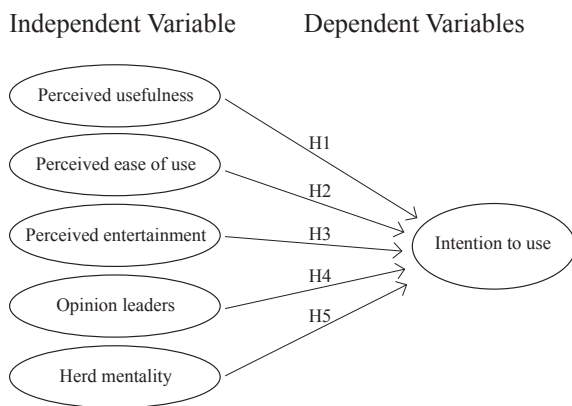 Independent Variable
Dependent Variables
Perceived usefulness
H1
Perceived ease of use
H2
Perceived entertainment
H3
Intention to use
Opinion leaders
H4
H5
Herd mentality